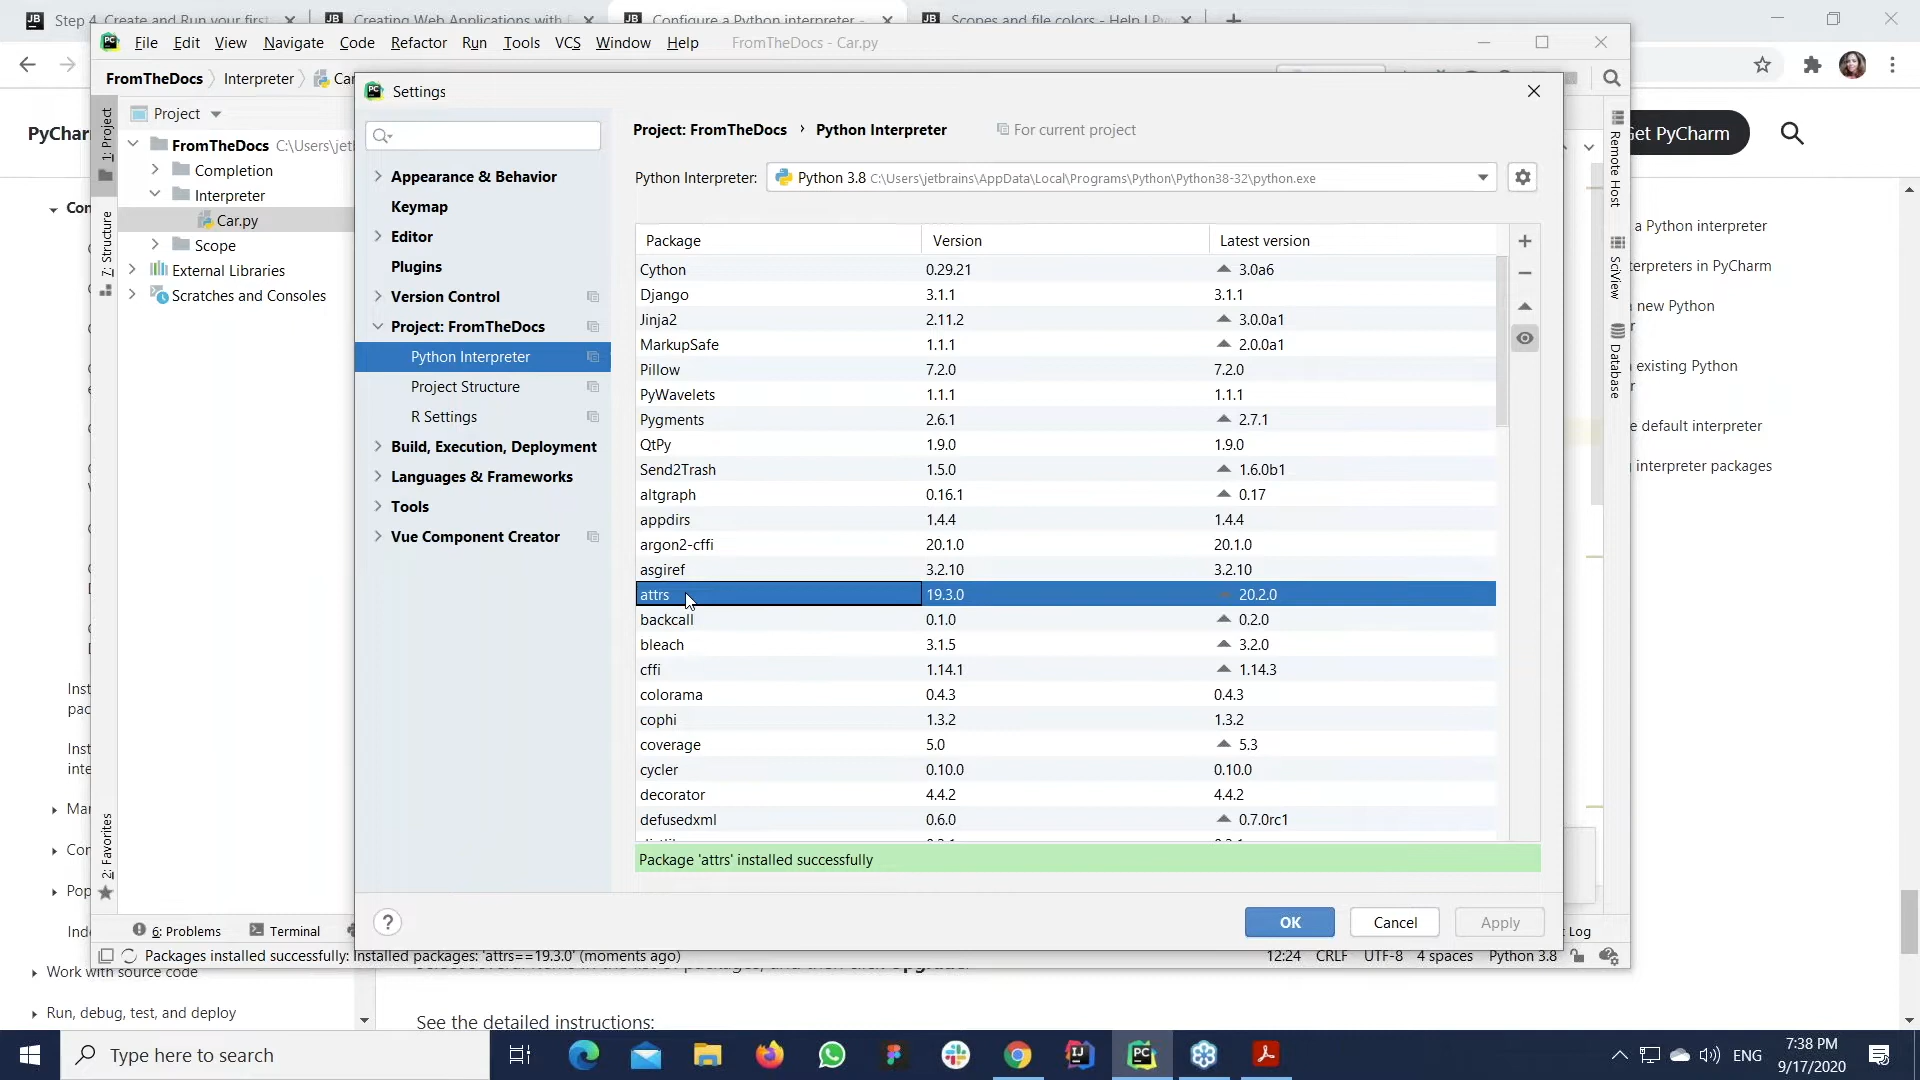 Step 4. Create and Run your first
Creating Web Applications with
Configure a Python interpreter -
Scopes and file colors - Help | Py
File Edit View Navigate Code Refactor Run Tools VCS Window Help FromTheDocs - Car.py
FromTheDocs Interpreter Car
Settings
Project
PyChar
Get PyCharm
1: Project
7: Structure
2: Favorites
FromTheDocs C:\Users\jet
Completion
Interpreter
Car.py
Scope
External Libraries
Scratches and Consoles
Appearance & Behavior
Keymap
Editor
Plugins
Version Control
Project: FromTheDocs
Python Interpreter
Project Structure
R Settings
Build, Execution, Deployment
Languages & Frameworks
Tools
Vue Component Creator
Project: FromTheDocs › Python Interpreter For current project
Python Interpreter: Python 3.8 C:\Users\jetbrains\AppData\Local\Programs\Python\Python38-32\python.exe
Package Version Latest version
Cython 0.29.21 3.0a6
Django 3.1.1 3.1.1
Jinja2 2.11.2 3.0.0a1
MarkupSafe 1.1.1 2.0.0a1
Pillow 7.2.0 7.2.0
PyWavelets 1.1.1 1.1.1
Pygments 2.6.1 2.7.1
QtPy 1.9.0 1.9.0
Send2Trash 1.5.0 1.6.0b1
altgraph 0.16.1 0.17
appdirs 1.4.4 1.4.4
argon2-cffi 20.1.0 20.1.0
asgiref 3.2.10 3.2.10
attrs 19.3.0 20.2.0
backcall 0.1.0 0.2.0
bleach 3.1.5 3.2.0
cffi 1.14.1 1.14.3
colorama 0.4.3 0.4.3
cophi 1.3.2 1.3.2
coverage 5.0 5.3
cycler 0.10.0 0.10.0
decorator 4.4.2 4.4.2
defusedxml 0.6.0 0.7.0rc1
Package 'attrs' installed successfully
OK Cancel Apply
Remote Host
SciView
Database
a Python interpreter
erpreters in PyCharm
new Python
existing Python
e default interpreter
interpreter packages
Inst
pac
Inst
inte
Mar
Pop
Inde
6: Problems Terminal
Log
Packages installed successfully: Installed packages: 'attrs==19.3.0' (moments ago) 12:24 CRLF UTF-8 4 spaces Python 3.8
Work with source code
Run, debug, test, and deploy
See the detailed instructions:
Type here to search
ENG
7:38 PM
9/17/2020